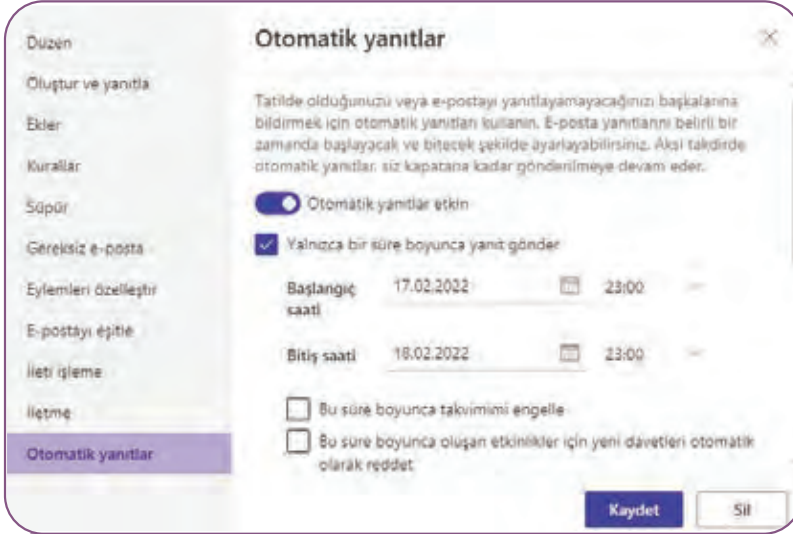 Düzen
Oluştur ve yanıtla
Ekler
Kurallar
Süpür
Gereksiz e-posta
Eylemleri özelleştir
E-postayı eşitle
İleti işleme
İletme
Otomatik yanıtlar
Otomatik yanıtlar
Tatilde olduğunuzu veya e-postayı yanıtlayamayacağınızı başkalarına
bildirmek için otomatik yanıtları kullanın. E-posta yanıtlarını belirli bir
zamanda başlayacak ve bitecek şekilde ayarlayabilirsiniz. Aksi takdirde
otomatik yanıtlar, siz kapatana kadar gönderilmeye devam eder.
Otomatik yanıtlar etkin
Yalnızca bir süre boyunca yanıt gönder
Başlangıç 17.02.2022 23:00
saati
Bitiş saati 18.02.2022 23:00
Bu süre boyunca takvimimi engelle
Bu süre boyunca oluşan etkinlikler için yeni davetleri otomatik
olarak reddet
Kaydet Sil